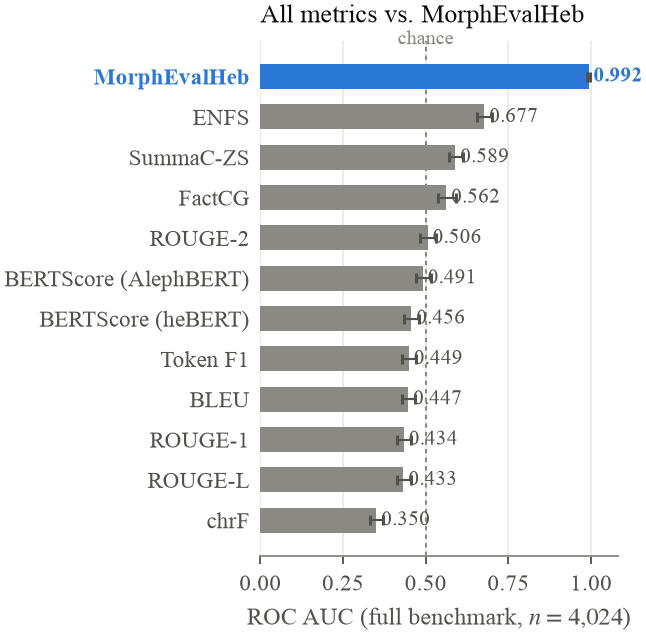 All metrics vs. MorphEvalHeb
chance
MorphEvalHeb 0.992
ENFS 0.677
SummaC-ZS 0.589
FactCG 0.562
ROUGE-2 0.506
BERTScore (AlephBERT) 0.491
BERTScore (heBERT) 0.456
Token F1 0.449
BLEU 0.447
ROUGE-1 0.434
ROUGE-L 0.433
chrF 0.350
0.00 0.25 0.50 0.75 1.00
ROC AUC (full benchmark, n = 4,024)